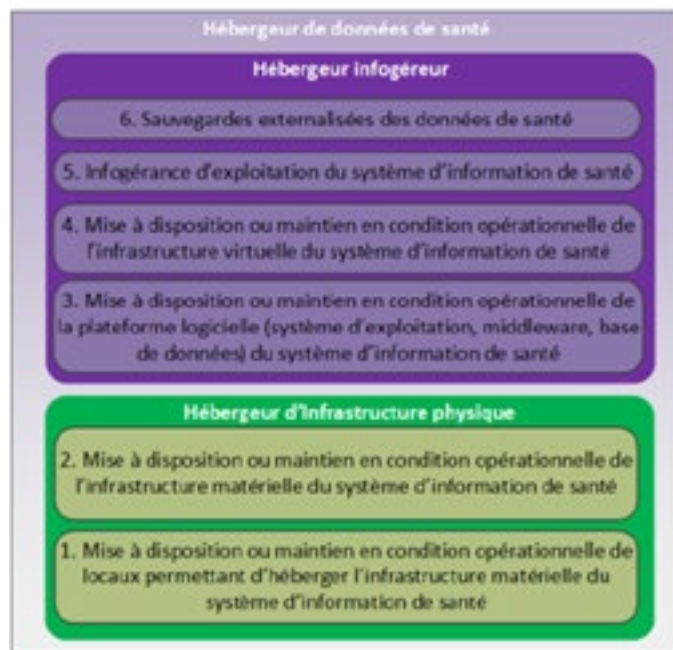 Hébergeur de données de santé
Hébergeur infogéreur
6. Sauvegardes externalisées des données de santé
5. Infogérance d'exploitation du système d'information de santé
4. Mise à disposition ou maintien en condition opérationnelle de
l'infrastructure virtuelle du système d'information de santé
3. Mise à disposition ou maintien en condition opérationnelle de
la plateforme logicielle (système d'exploitation, middleware, base
de données) du système d'information de santé
Hébergeur d'Infrastructure physique
2. Mise à disposition ou maintien en condition opérationnelle de
l'infrastructure matérielle du système d'information de santé
1. Mise à disposition ou maintien en condition opérationnelle de
locaux permettant d'héberger l'infrastructure matérielle du
système d'information de santé